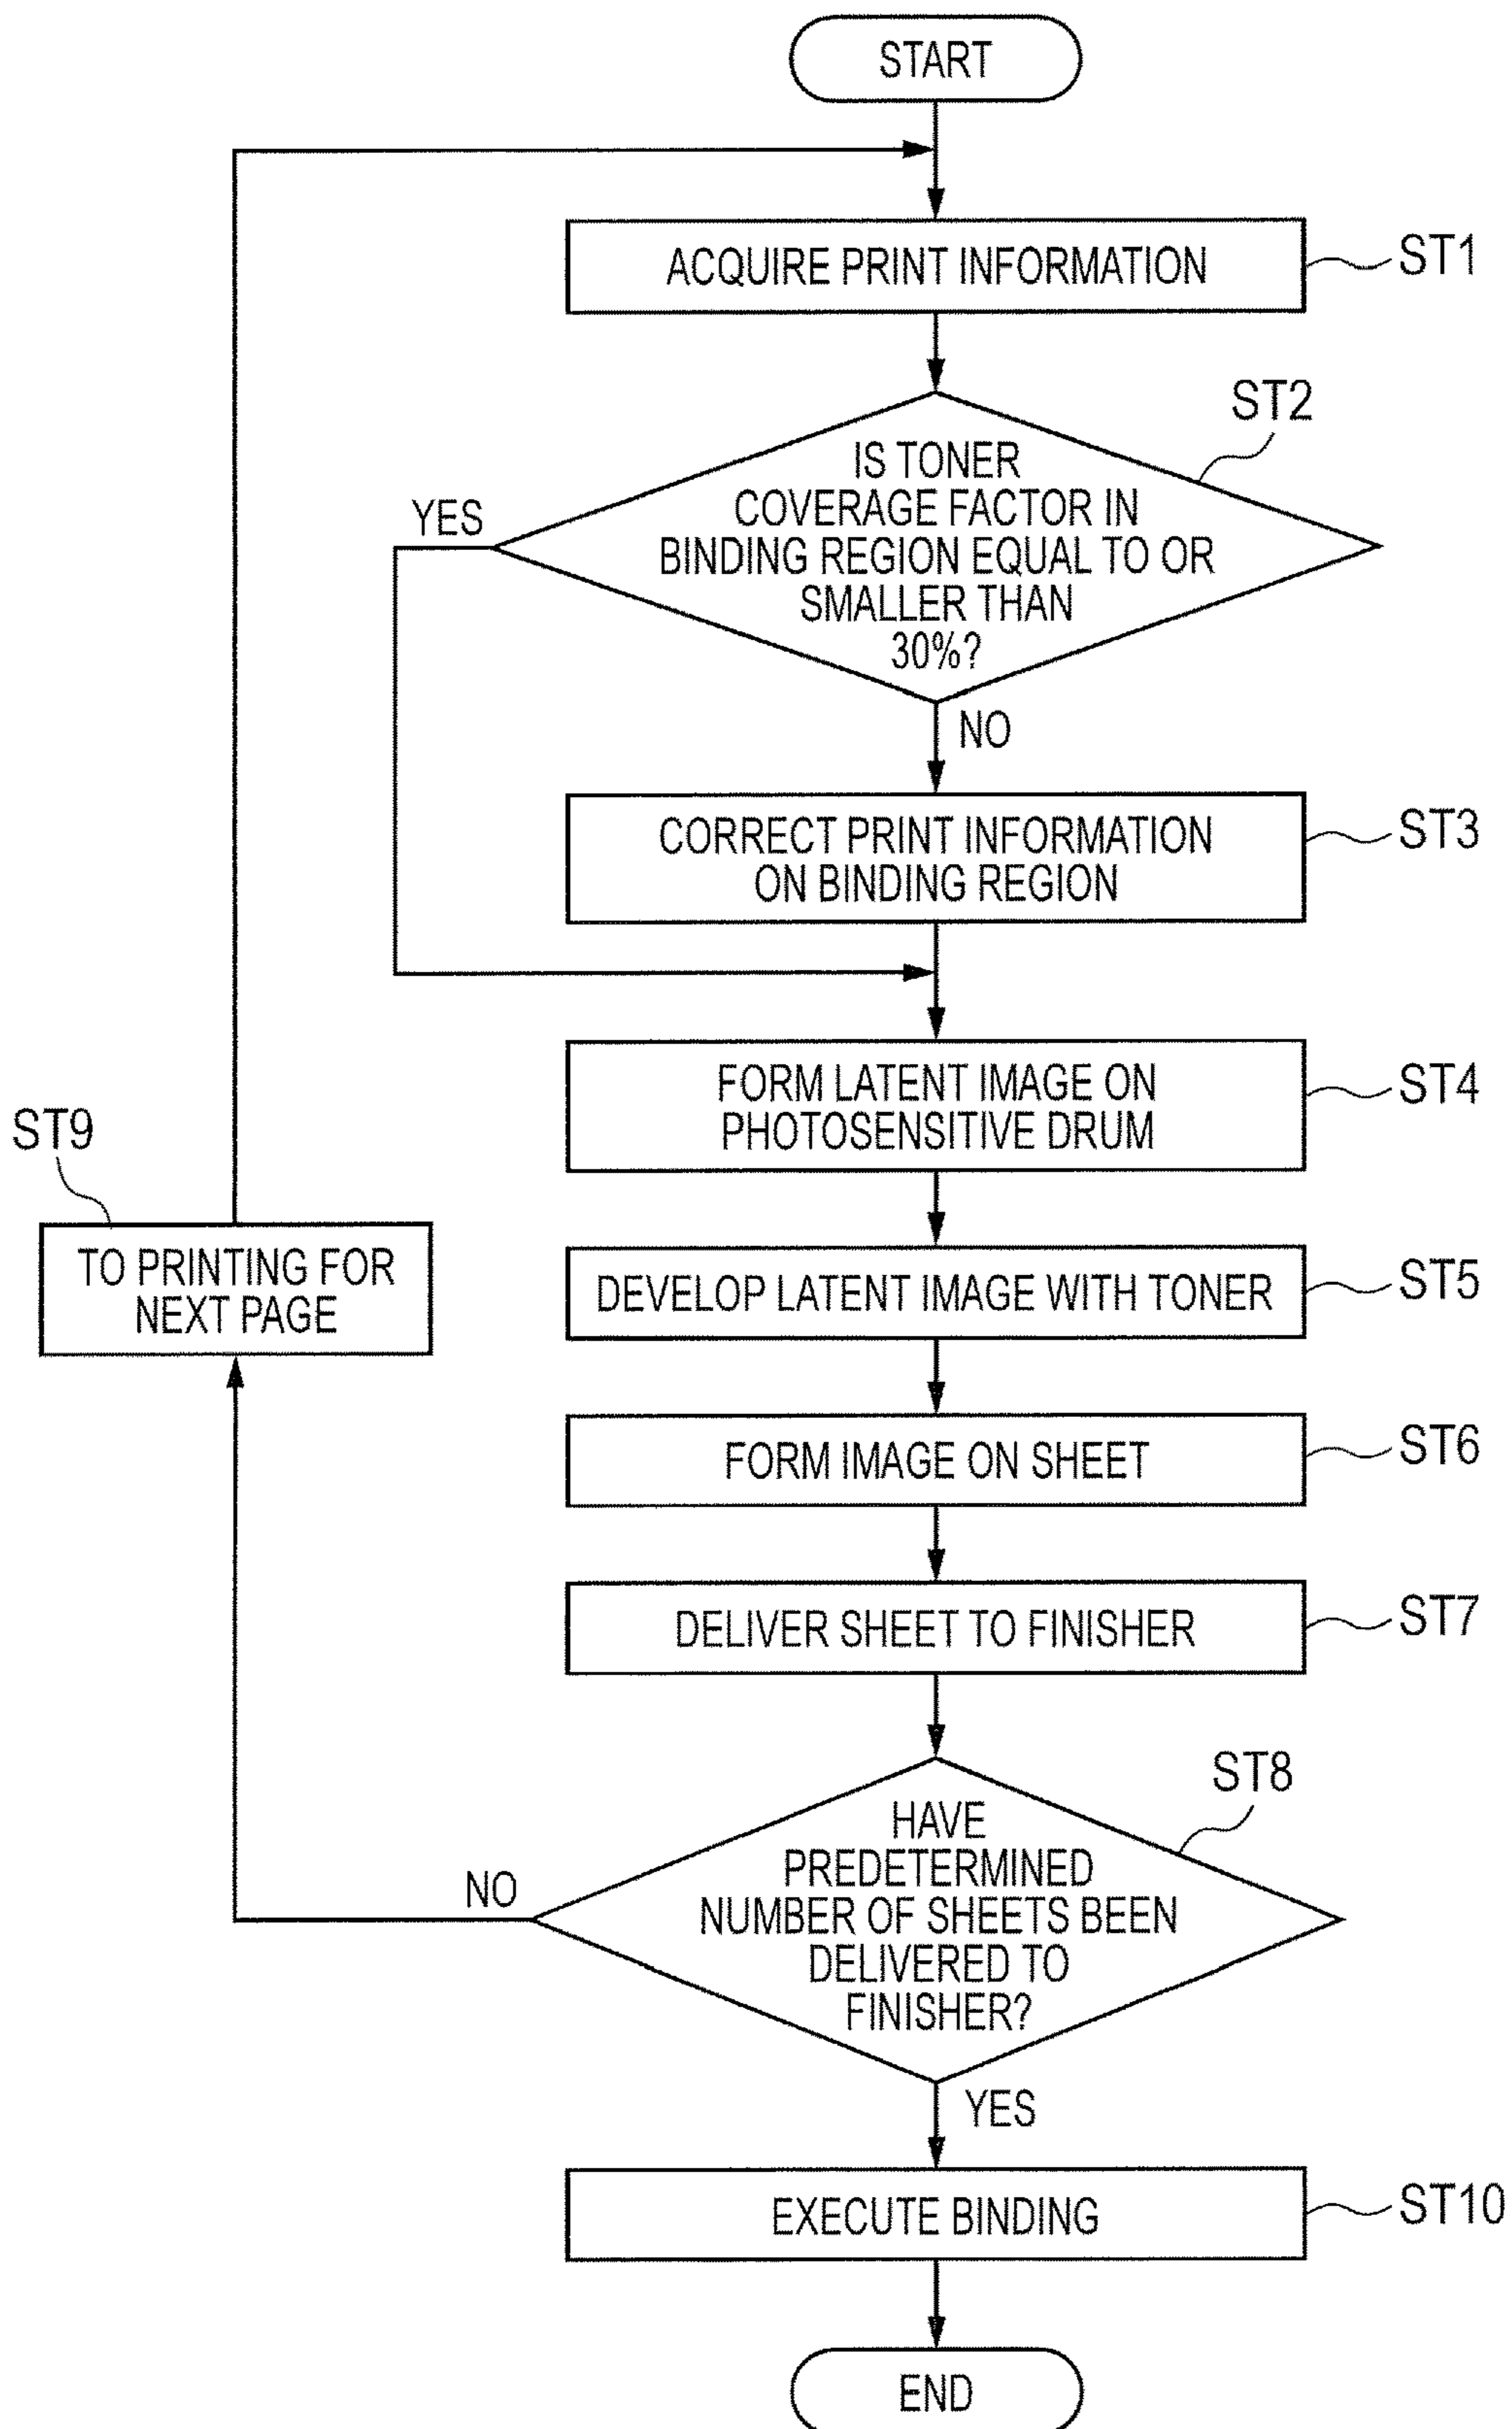 START
ACQUIRE PRINT INFORMATION
ST1
ST2
IS TONER
COVERAGE FACTOR IN
BINDING REGION EQUAL TO OR
SMALLER THAN
30%?
YES
NO
CORRECT PRINT INFORMATION
ON BINDING REGION
ST3
FORM LATENT IMAGE ON
PHOTOSENSITIVE DRUM
ST4
ST9
TO PRINTING FOR
NEXT PAGE
DEVELOP LATENT IMAGE WITH TONER
ST5
FORM IMAGE ON SHEET
ST6
DELIVER SHEET TO FINISHER
ST7
ST8
HAVE
PREDETERMINED
NUMBER OF SHEETS BEEN
DELIVERED TO
FINISHER?
NO
YES
EXECUTE BINDING
ST10
END